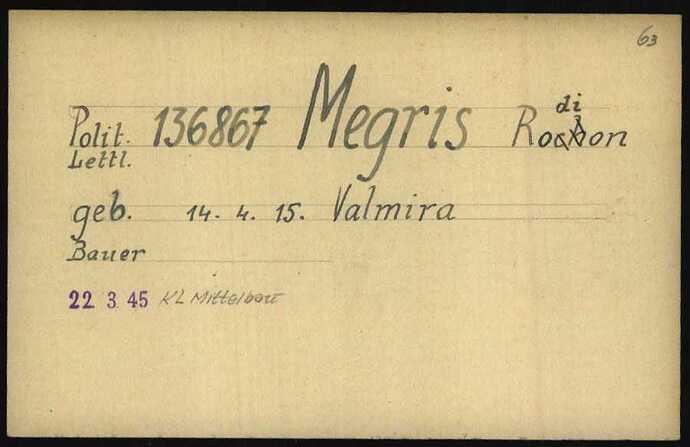 63
Polit. 136867 Megris Rodion
Lettl.
geb. 14. 4. 15. Valmira
Bauer
22 3 45 KL Mittelbau